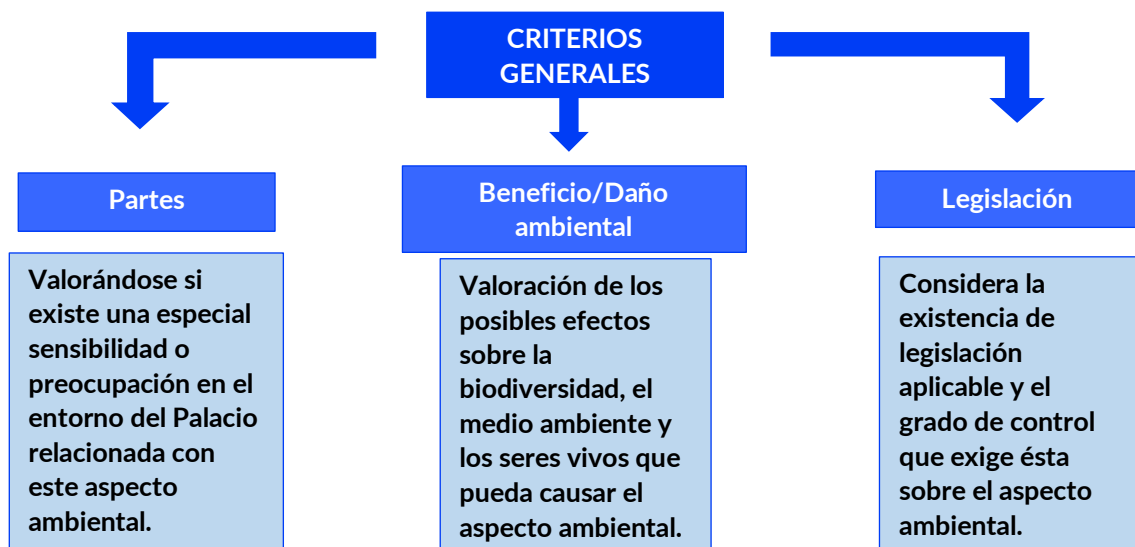 CRITERIOS
GENERALES
Partes
Valorándose si
existe una especial
sensibilidad o
preocupación en el
entorno del Palacio
relacionada con
este aspecto
ambiental.
Beneficio/Daño
ambiental
Valoración de los
posibles efectos
sobre la
biodiversidad, el
medio ambiente y
los seres vivos que
pueda causar el
aspecto ambiental.
Legislación
Considera la
existencia de
legislación
aplicable y el
grado de control
que exige ésta
sobre el aspecto
ambiental.